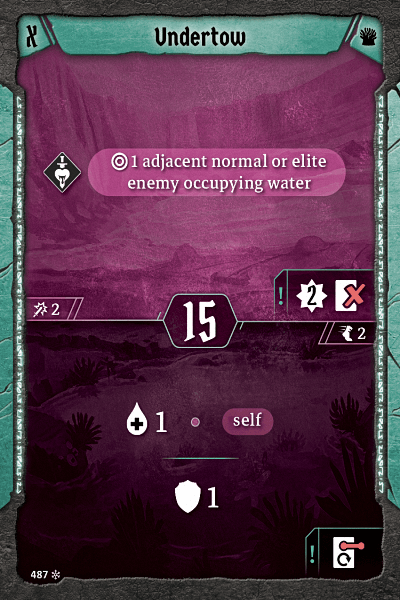 X
Undertow
1 adjacent normal or elite
enemy occupying water
! 2
2
15
2
1 self
1
!
487